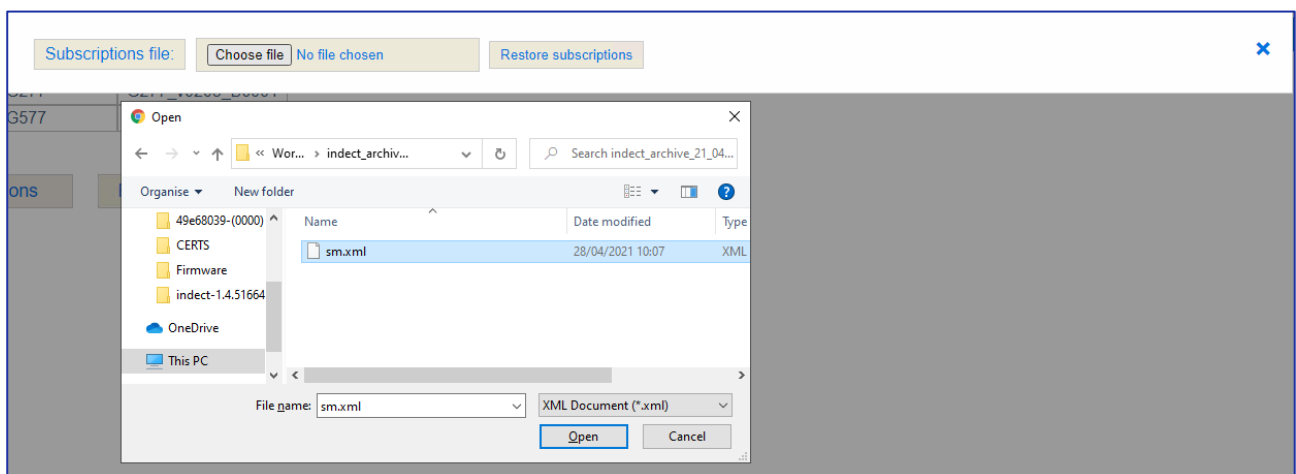 Subscriptions file: Choose file No file chosen Restore subscriptions
G577
Open
« Wor... › indect_archiv... Search indect_archive_21_04...
Organise New folder
49e68039-(0000) Name Date modified Type
CERTS sm.xml 28/04/2021 10:07 XML
Firmware
indect-1.4.51664
OneDrive
This PC
File name: sm.xml XML Document (*.xml)
Open Cancel
ons